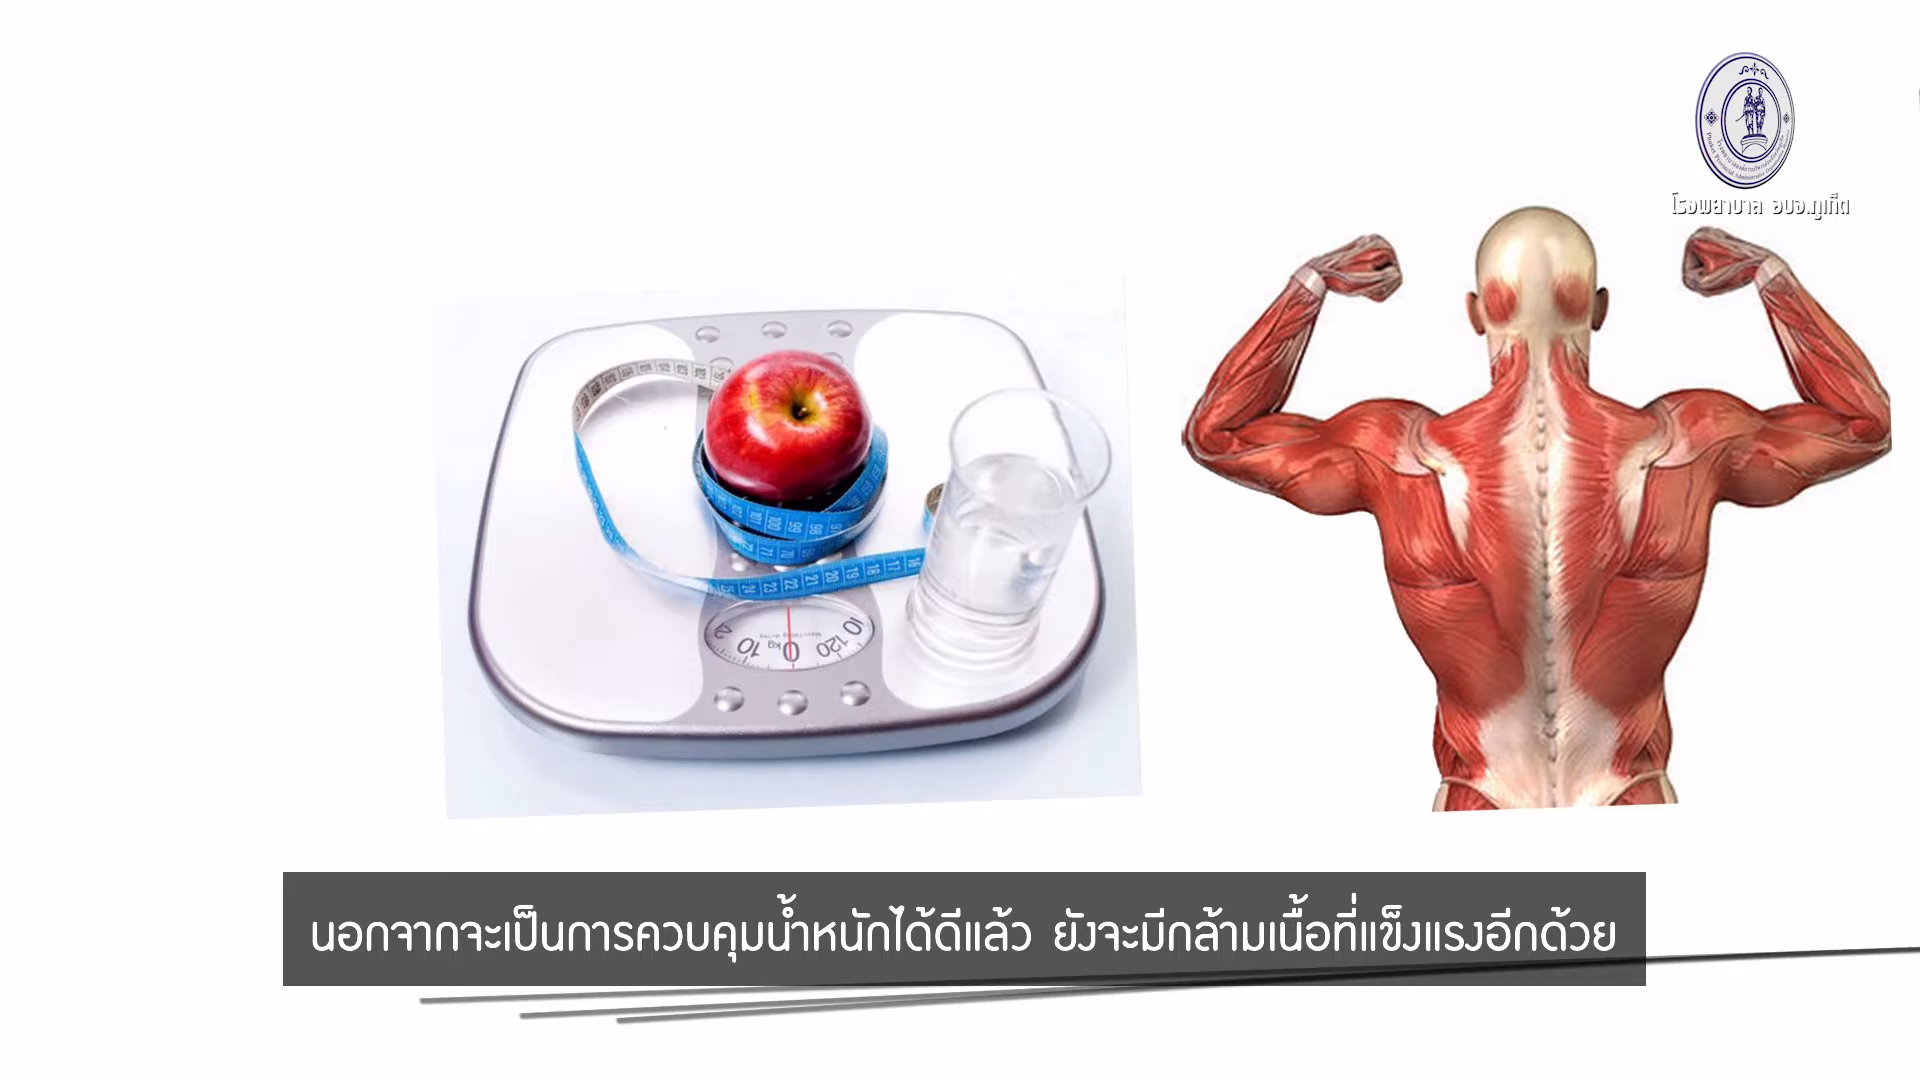 โรงพยาบาล อบจ.ภูเก็ต
นอกจากจะเป็นการควบคุมน้ำหนักได้ดีแล้ว ยังจะมีกล้ามเนื้อที่แข็งแรงอีกด้วย